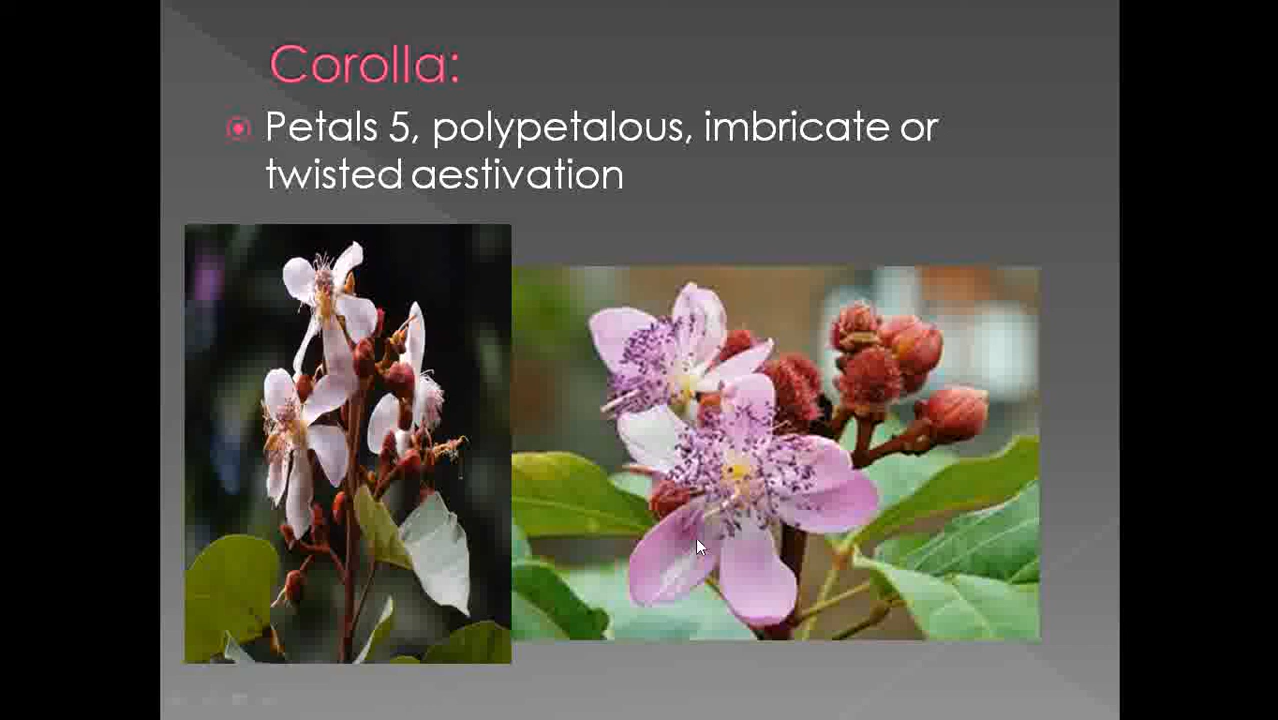 Corolla:
Petals 5, polypetalous, imbricate or
twisted aestivation